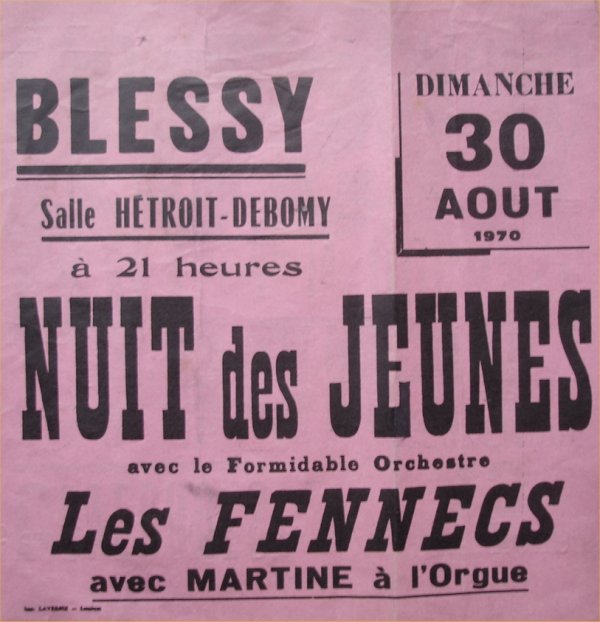 BLESSY
Salle HÉTROIT-DEBOMY
à 21 heures
DIMANCHE
30
AOUT
1970
NUIT des JEUNES
avec le Formidable Orchestre
Les FENNECS
avec MARTINE à l'Orgue